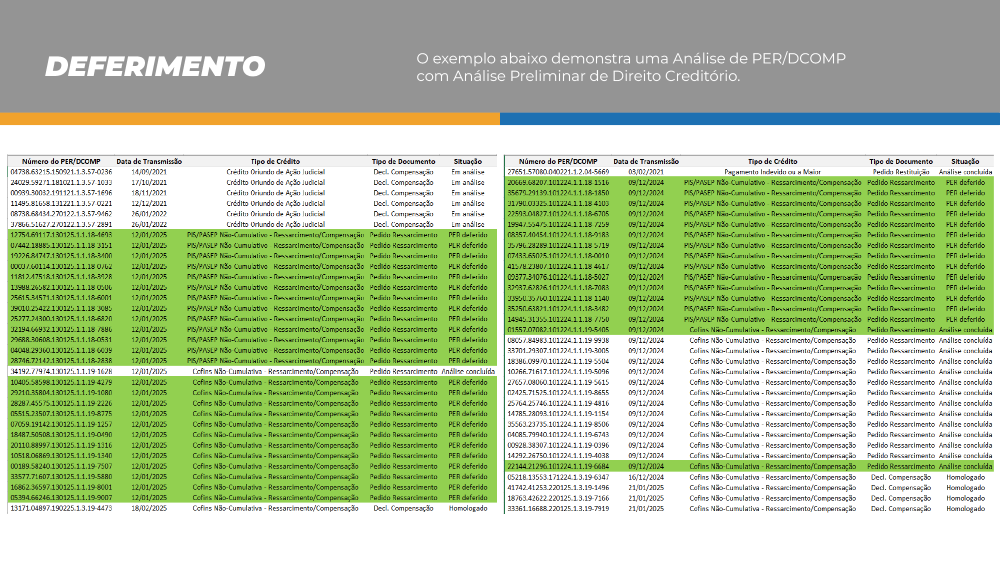 DEFERIMENTO
O exemplo abaixo demonstra uma Análise de PER/DCOMP
com Análise Preliminar de Direito Creditório.
Número do PER/DCOMP Data de Transmissão Tipo de Crédito Tipo de Documento Situação
04738.63215.150921.1.3.57-0236 14/09/2021 Crédito Oriundo de Ação Judicial Decl. Compensação Em análise
24029.59271.181021.1.3.57-1033 17/10/2021 Crédito Oriundo de Ação Judicial Decl. Compensação Em análise
00939.30032.191121.1.3.57-1696 18/11/2021 Crédito Oriundo de Ação Judicial Decl. Compensação Em análise
11495.81658.131221.1.3.57-0221 12/12/2021 Crédito Oriundo de Ação Judicial Decl. Compensação Em análise
08738.68434.270122.1.3.57-9462 26/01/2022 Crédito Oriundo de Ação Judicial Decl. Compensação Em análise
37866.51627.270122.1.3.57-2891 26/01/2022 Crédito Oriundo de Ação Judicial Decl. Compensação Em análise
12754.69117.130125.1.1.18-4693 12/01/2025 PIS/PASEP Não-Cumulativo - Ressarcimento/Compensação Pedido Ressarcimento PER deferido
07442.18885.130125.1.1.18-3151 12/01/2025 PIS/PASEP Não-Cumulativo - Ressarcimento/Compensação Pedido Ressarcimento PER deferido
19226.84747.130125.1.1.18-3400 12/01/2025 PIS/PASEP Não-Cumulativo - Ressarcimento/Compensação Pedido Ressarcimento PER deferido
00037.60114.130125.1.1.18-0762 12/01/2025 PIS/PASEP Não-Cumulativo - Ressarcimento/Compensação Pedido Ressarcimento PER deferido
11812.47518.130125.1.1.18-3928 12/01/2025 PIS/PASEP Não-Cumulativo - Ressarcimento/Compensação Pedido Ressarcimento PER deferido
13988.26582.130125.1.1.18-0506 12/01/2025 PIS/PASEP Não-Cumulativo - Ressarcimento/Compensação Pedido Ressarcimento PER deferido
25615.34571.130125.1.1.18-6001 12/01/2025 PIS/PASEP Não-Cumulativo - Ressarcimento/Compensação Pedido Ressarcimento PER deferido
39010.25422.130125.1.1.18-3085 12/01/2025 PIS/PASEP Não-Cumulativo - Ressarcimento/Compensação Pedido Ressarcimento PER deferido
25277.24300.130125.1.1.18-6820 12/01/2025 PIS/PASEP Não-Cumulativo - Ressarcimento/Compensação Pedido Ressarcimento PER deferido
32194.66932.130125.1.1.18-7886 12/01/2025 PIS/PASEP Não-Cumulativo - Ressarcimento/Compensação Pedido Ressarcimento PER deferido
29688.30608.130125.1.1.18-0531 12/01/2025 PIS/PASEP Não-Cumulativo - Ressarcimento/Compensação Pedido Ressarcimento PER deferido
04048.29360.130125.1.1.18-6039 12/01/2025 PIS/PASEP Não-Cumulativo - Ressarcimento/Compensação Pedido Ressarcimento PER deferido
28746.72142.130125.1.1.18-2838 12/01/2025 PIS/PASEP Não-Cumulativo - Ressarcimento/Compensação Pedido Ressarcimento PER deferido
34192.77974.130125.1.1.19-1628 12/01/2025 Cofins Não-Cumulativa - Ressarcimento/Compensação Pedido Ressarcimento Análise concluída
10405.58598.130125.1.1.19-4279 12/01/2025 Cofins Não-Cumulativa - Ressarcimento/Compensação Pedido Ressarcimento PER deferido
29210.35804.130125.1.1.19-1080 12/01/2025 Cofins Não-Cumulativa - Ressarcimento/Compensação Pedido Ressarcimento PER deferido
28287.45575.130125.1.1.19-2226 12/01/2025 Cofins Não-Cumulativa - Ressarcimento/Compensação Pedido Ressarcimento PER deferido
05515.23507.130125.1.1.19-8775 12/01/2025 Cofins Não-Cumulativa - Ressarcimento/Compensação Pedido Ressarcimento PER deferido
07059.19142.130125.1.1.19-1257 12/01/2025 Cofins Não-Cumulativa - Ressarcimento/Compensação Pedido Ressarcimento PER deferido
18487.50508.130125.1.1.19-0490 12/01/2025 Cofins Não-Cumulativa - Ressarcimento/Compensação Pedido Ressarcimento PER deferido
20110.88997.130125.1.1.19-1316 12/01/2025 Cofins Não-Cumulativa - Ressarcimento/Compensação Pedido Ressarcimento PER deferido
10518.06869.130125.1.1.19-1340 12/01/2025 Cofins Não-Cumulativa - Ressarcimento/Compensação Pedido Ressarcimento PER deferido
00189.58240.130125.1.1.19-7507 12/01/2025 Cofins Não-Cumulativa - Ressarcimento/Compensação Pedido Ressarcimento PER deferido
33577.71607.130125.1.1.19-5880 12/01/2025 Cofins Não-Cumulativa - Ressarcimento/Compensação Pedido Ressarcimento PER deferido
16862.36597.130125.1.1.19-8001 12/01/2025 Cofins Não-Cumulativa - Ressarcimento/Compensação Pedido Ressarcimento PER deferido
05394.66246.130125.1.1.19-9007 12/01/2025 Cofins Não-Cumulativa - Ressarcimento/Compensação Pedido Ressarcimento PER deferido
13171.04897.190225.1.3.19-4473 18/02/2025 Cofins Não-Cumulativa - Ressarcimento/Compensação Decl. Compensação Homologado
Número do PER/DCOMP Data de Transmissão Tipo de Crédito Tipo de Documento Situação
27651.57080.040221.1.2.04-5669 03/02/2021 Pagamento Indevido ou a Maior Pedido Restituição Análise concluída
20669.68207.101224.1.1.18-1516 09/12/2024 PIS/PASEP Não-Cumulativo - Ressarcimento/Compensação Pedido Ressarcimento PER deferido
35679.29139.101224.1.1.18-1850 09/12/2024 PIS/PASEP Não-Cumulativo - Ressarcimento/Compensação Pedido Ressarcimento PER deferido
31790.03325.101224.1.1.18-4103 09/12/2024 PIS/PASEP Não-Cumulativo - Ressarcimento/Compensação Pedido Ressarcimento PER deferido
22593.04827.101224.1.1.18-6705 09/12/2024 PIS/PASEP Não-Cumulativo - Ressarcimento/Compensação Pedido Ressarcimento PER deferido
19947.55475.101224.1.1.18-7259 09/12/2024 PIS/PASEP Não-Cumulativo - Ressarcimento/Compensação Pedido Ressarcimento PER deferido
08357.40454.101224.1.1.18-9183 09/12/2024 PIS/PASEP Não-Cumulativo - Ressarcimento/Compensação Pedido Ressarcimento PER deferido
35796.28289.101224.1.1.18-5719 09/12/2024 PIS/PASEP Não-Cumulativo - Ressarcimento/Compensação Pedido Ressarcimento PER deferido
07433.65025.101224.1.1.18-0010 09/12/2024 PIS/PASEP Não-Cumulativo - Ressarcimento/Compensação Pedido Ressarcimento PER deferido
41578.23807.101224.1.1.18-4617 09/12/2024 PIS/PASEP Não-Cumulativo - Ressarcimento/Compensação Pedido Ressarcimento PER deferido
09377.34076.101224.1.1.18-5027 09/12/2024 PIS/PASEP Não-Cumulativo - Ressarcimento/Compensação Pedido Ressarcimento PER deferido
32937.62826.101224.1.1.18-7083 09/12/2024 PIS/PASEP Não-Cumulativo - Ressarcimento/Compensação Pedido Ressarcimento PER deferido
33950.35760.101224.1.1.18-1140 09/12/2024 PIS/PASEP Não-Cumulativo - Ressarcimento/Compensação Pedido Ressarcimento PER deferido
35250.63821.101224.1.1.18-3482 09/12/2024 PIS/PASEP Não-Cumulativo - Ressarcimento/Compensação Pedido Ressarcimento PER deferido
14945.31355.101224.1.1.18-7750 09/12/2024 PIS/PASEP Não-Cumulativo - Ressarcimento/Compensação Pedido Ressarcimento PER deferido
01557.07082.101224.1.1.19-5405 09/12/2024 Cofins Não-Cumulativa - Ressarcimento/Compensação Pedido Ressarcimento Análise concluída
08057.84983.101224.1.1.19-9938 09/12/2024 Cofins Não-Cumulativa - Ressarcimento/Compensação Pedido Ressarcimento Análise concluída
33701.29307.101224.1.1.19-3005 09/12/2024 Cofins Não-Cumulativa - Ressarcimento/Compensação Pedido Ressarcimento Análise concluída
18386.09970.101224.1.1.19-5504 09/12/2024 Cofins Não-Cumulativa - Ressarcimento/Compensação Pedido Ressarcimento Análise concluída
10266.71617.101224.1.1.19-5096 09/12/2024 Cofins Não-Cumulativa - Ressarcimento/Compensação Pedido Ressarcimento Análise concluída
27657.08060.101224.1.1.19-5615 09/12/2024 Cofins Não-Cumulativa - Ressarcimento/Compensação Pedido Ressarcimento Análise concluída
02425.71525.101224.1.1.19-8655 09/12/2024 Cofins Não-Cumulativa - Ressarcimento/Compensação Pedido Ressarcimento Análise concluída
25764.25746.101224.1.1.19-4816 09/12/2024 Cofins Não-Cumulativa - Ressarcimento/Compensação Pedido Ressarcimento Análise concluída
14785.28093.101224.1.1.19-1154 09/12/2024 Cofins Não-Cumulativa - Ressarcimento/Compensação Pedido Ressarcimento Análise concluída
35563.23735.101224.1.1.19-8506 09/12/2024 Cofins Não-Cumulativa - Ressarcimento/Compensação Pedido Ressarcimento Análise concluída
04085.79940.101224.1.1.19-6743 09/12/2024 Cofins Não-Cumulativa - Ressarcimento/Compensação Pedido Ressarcimento Análise concluída
00928.38307.101224.1.1.19-0396 09/12/2024 Cofins Não-Cumulativa - Ressarcimento/Compensação Pedido Ressarcimento Análise concluída
14292.26750.101224.1.1.19-4038 09/12/2024 Cofins Não-Cumulativa - Ressarcimento/Compensação Pedido Ressarcimento Análise concluída
22144.21296.101224.1.1.19-6684 09/12/2024 Cofins Não-Cumulativa - Ressarcimento/Compensação Pedido Ressarcimento Análise concluída
05218.13553.171224.1.3.19-6347 16/12/2024 Cofins Não-Cumulativa - Ressarcimento/Compensação Decl. Compensação Homologado
41742.41253.220125.1.3.19-1496 21/01/2025 Cofins Não-Cumulativa - Ressarcimento/Compensação Decl. Compensação Homologado
18763.42622.220125.1.3.19-7166 21/01/2025 Cofins Não-Cumulativa - Ressarcimento/Compensação Decl. Compensação Homologado
33361.16688.220125.1.3.19-7919 21/01/2025 Cofins Não-Cumulativa - Ressarcimento/Compensação Decl. Compensação Homologado